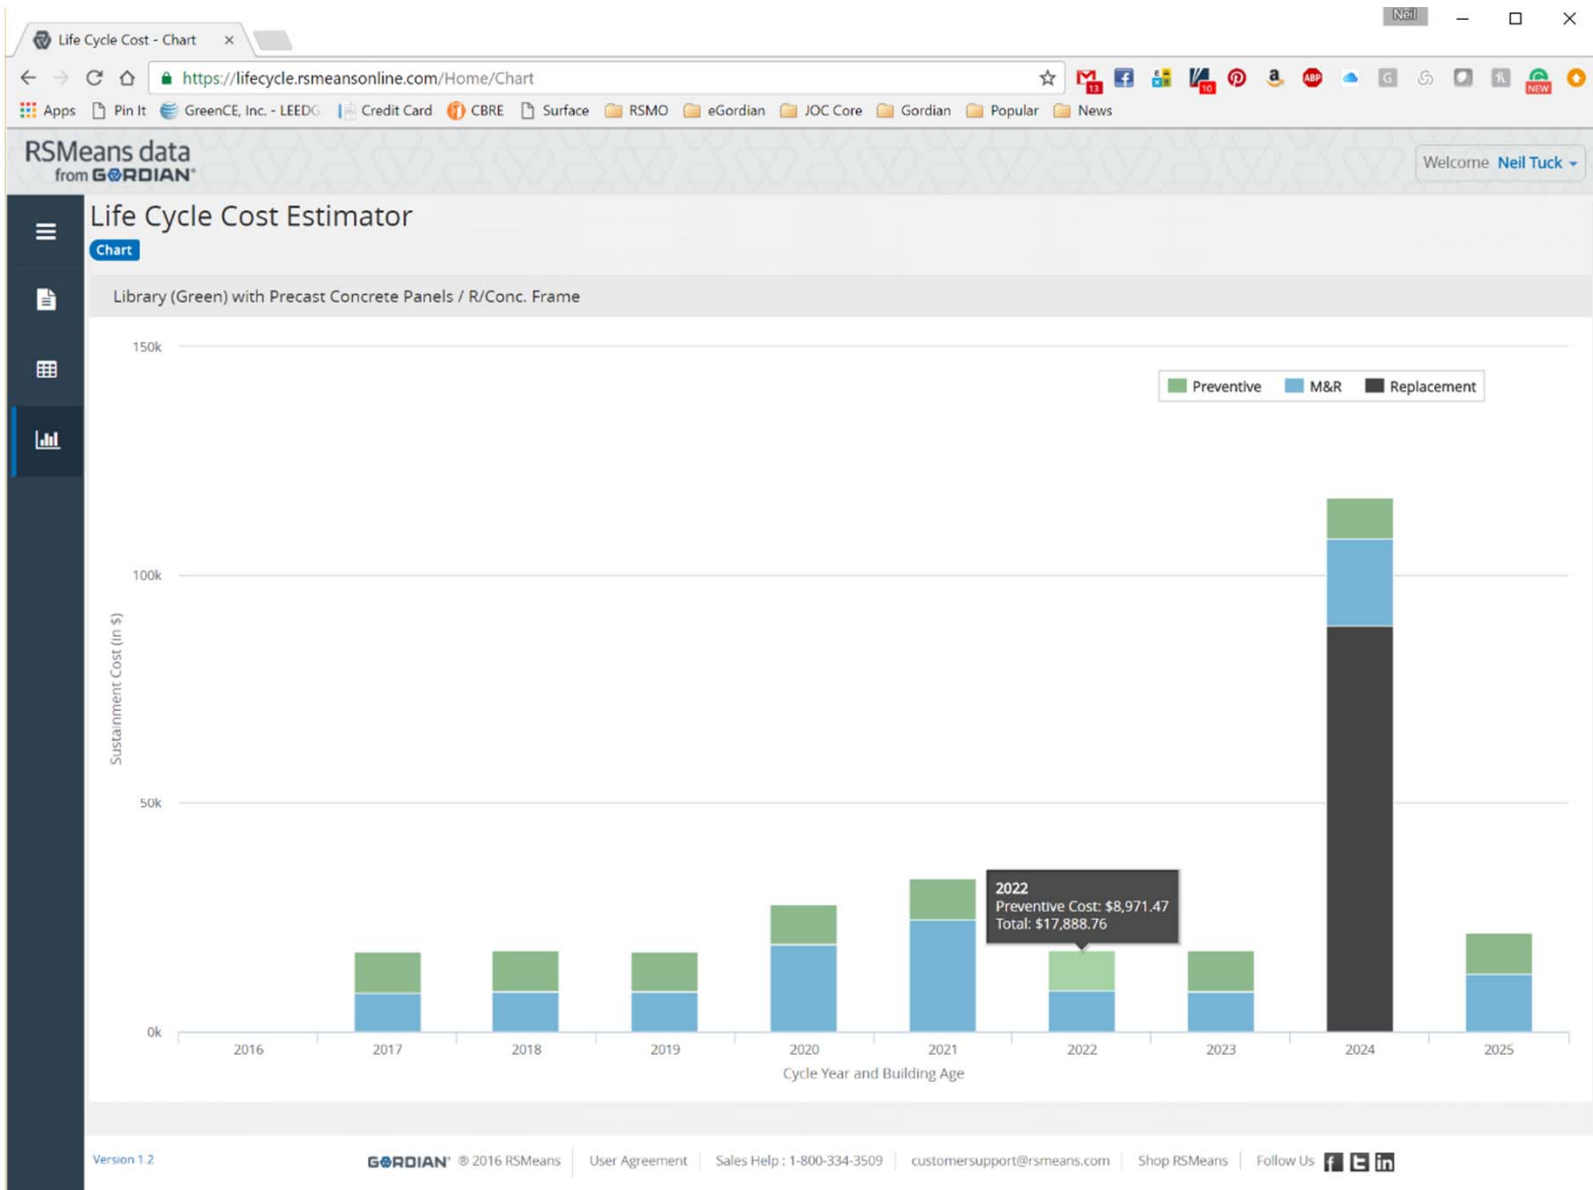 Neil
Life Cycle Cost - Chart
https://lifecycle.rsmeansonline.com/Home/Chart
13
10
a
ABP
G
NEW
Apps Pin It GreenCE, Inc. - LEEDG Credit Card CBRE Surface RSMO eGordian JOC Core Gordian Popular News
RSMeans data
from GORDIAN®
Welcome Neil Tuck
Life Cycle Cost Estimator
Chart
Library (Green) with Precast Concrete Panels / R/Conc. Frame
150k
Preventive M&R Replacement
100k
Sustainment Cost (in $)
50k
2022
Preventive Cost: $8,971.47
Total: $17,888.76
0k
2016 2017 2018 2019 2020 2021 2022 2023 2024 2025
Cycle Year and Building Age
Version 1.2 GORDIAN® ® 2016 RSMeans User Agreement Sales Help : 1-800-334-3509 customersupport@rsmeans.com Shop RSMeans Follow Us